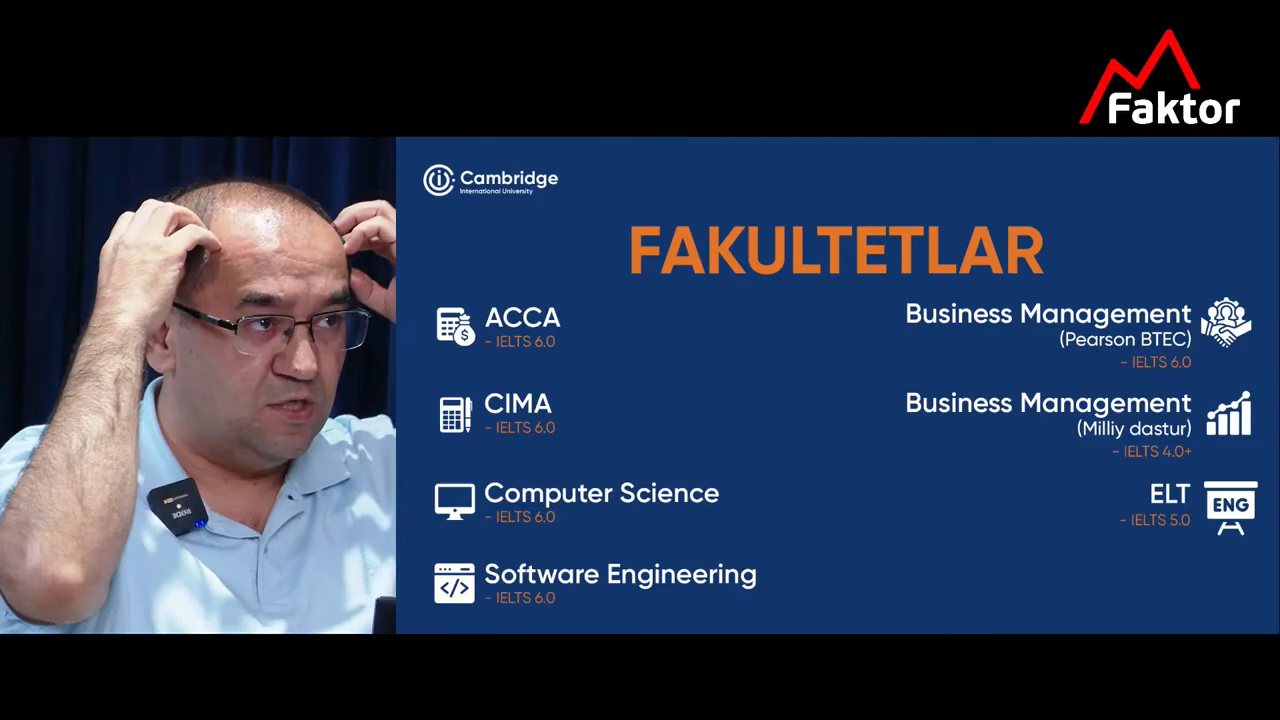 Faktor
Cambridge
International University
FAKULTETLAR
ACCA
- IELTS 6.0
CIMA
- IELTS 6.0
Computer Science
- IELTS 6.0
Software Engineering
- IELTS 6.0
Business Management
(Pearson BTEC)
- IELTS 6.0
Business Management
(Milliy dastur)
- IELTS 4.0+
ELT
- IELTS 5.0
ENG
RØDE